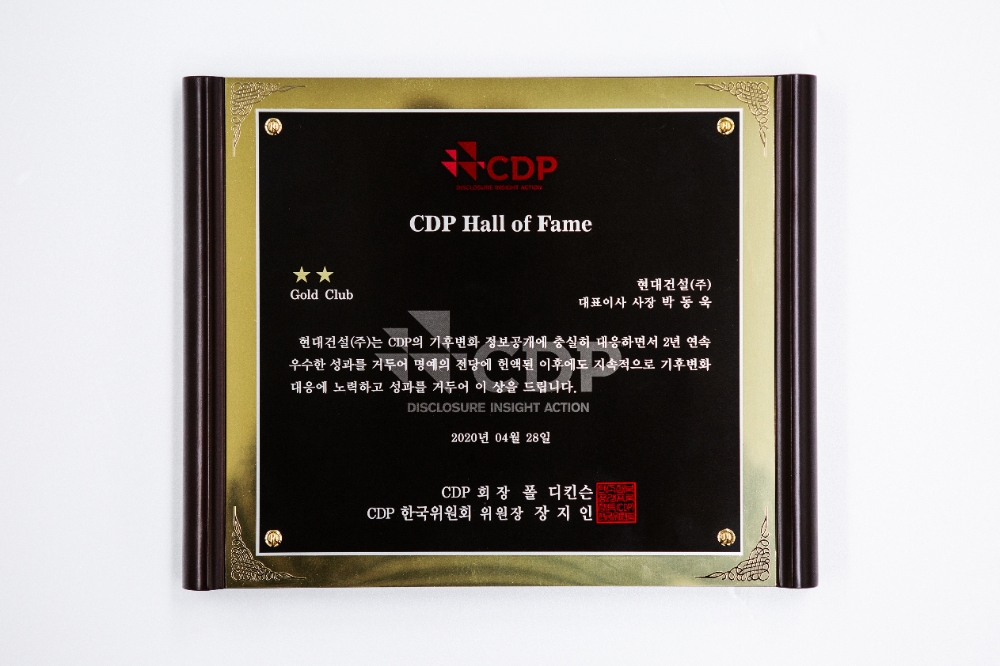 CDP
DISCLOSURE INSIGHT ACTION
CDP Hall of Fame
Gold Club
현대건설(주)
대표이사 사장 박 동 욱
현대건설(주)는 CDP의 기후변화 정보공개에 충실히 대응하면서 2년 연속
우수한 성과를 거두어 명예의 전당에 헌액된 이후에도 지속적으로 기후변화
대응에 노력하고 성과를 거두어 이 상을 드립니다.
CDP
DISCLOSURE INSIGHT ACTION
2020년 04월 28일
CDP 회 장 폴 디킨슨
CDP 한국위원회 위원장 장 지 인